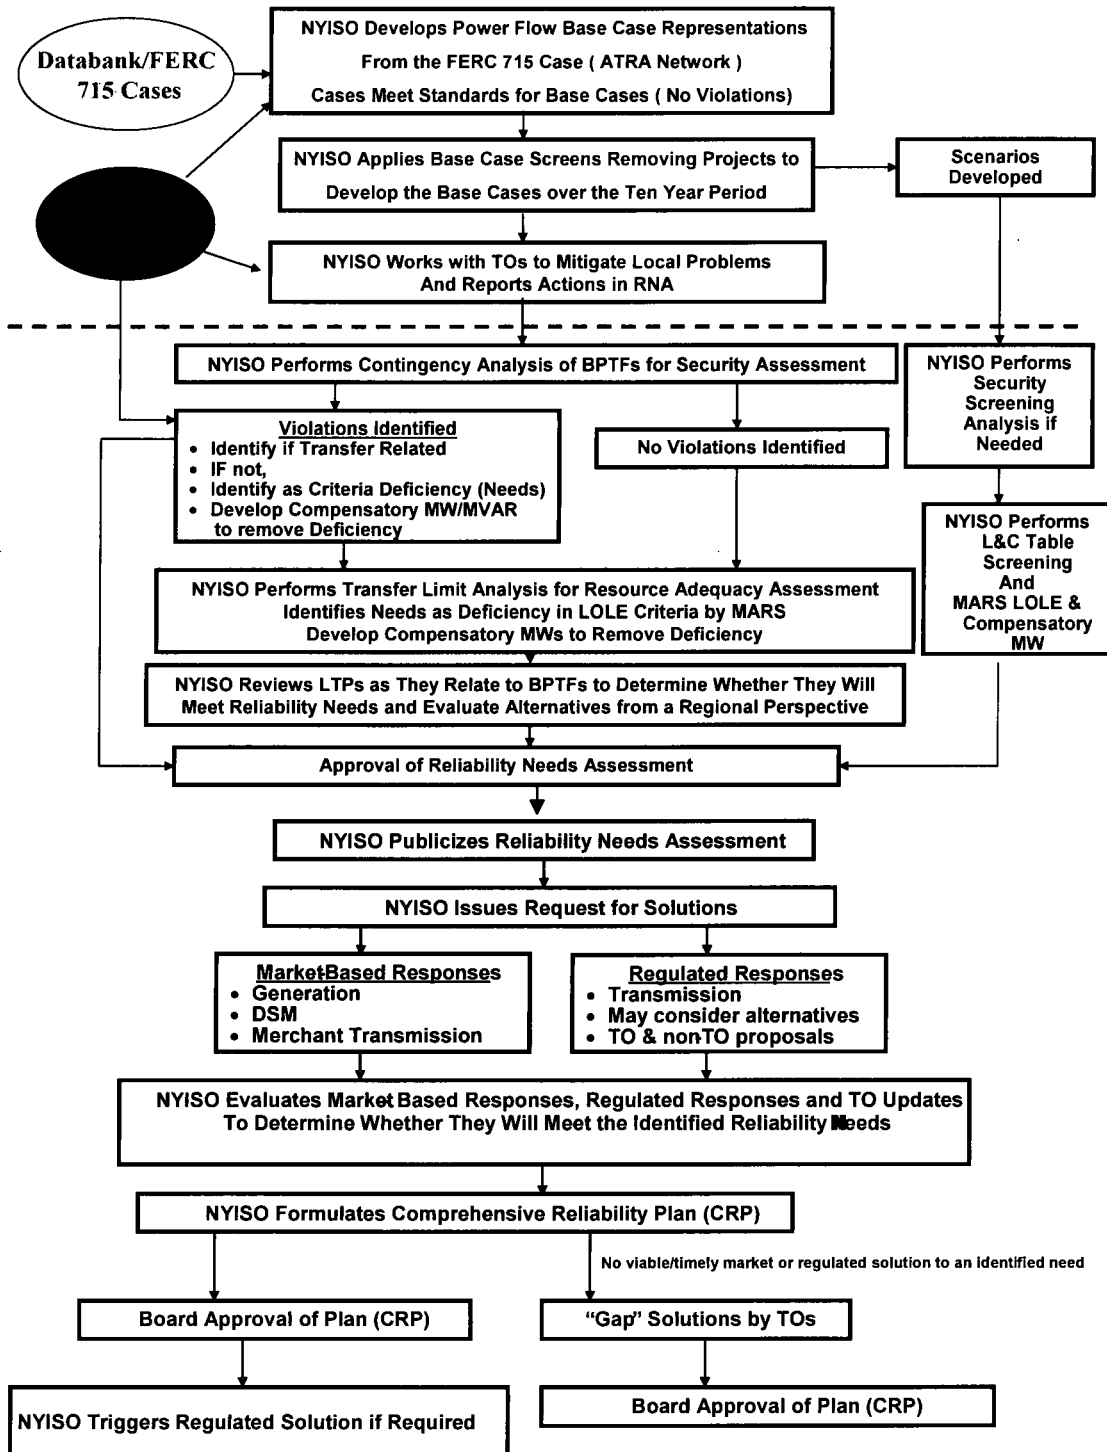 NYISO Develops Power Flow Base Case Representations
From the FERC 715 Case ( ATRA Network )
Cases Meet Standards for Base Cases ( No Violations)
Databank/FERC
715 Cases
NYISO Applies Base Case Screens Removing Projects to
Develop the Base Cases over the Ten Year Period
Scenarios
Developed
NYISO Works with TOs to Mitigate Local Problems
And Reports Actions in RNA
NYISO Performs Contingency Analysis of BPTFs for Security Assessment
NYISO Performs
Security
Screening
Analysis if
Needed
Violations Identified
• Identify if Transfer Related
• IF not,
• Identify as Criteria Deficiency (Needs)
• Develop Compensatory MW/MVAR
to remove Deficiency
No Violations Identified
NYISO Performs
L&C Table
Screening
And
MARS LOLE &
Compensatory
MW
NYISO Performs Transfer Limit Analysis for Resource Adequacy Assessment
Identifies Needs as Deficiency in LOLE Criteria by MARS
Develop Compensatory MWs to Remove Deficiency
NYISO Reviews LTPs as They Relate to BPTFs to Determine Whether They Will
Meet Reliability Needs and Evaluate Alternatives from a Regional Perspective
Approval of Reliability Needs Assessment
NYISO Publicizes Reliability Needs Assessment
NYISO Issues Request for Solutions
Market-Based Responses
• Generation
• DSM
• Merchant Transmission
Regulated Responses
• Transmission
• May consider alternatives
• TO & non-TO proposals
NYISO Evaluates Market Based Responses, Regulated Responses and TO Updates
To Determine Whether They Will Meet the Identified Reliability Needs
NYISO Formulates Comprehensive Reliability Plan (CRP)
No viable/timely market or regulated solution to an identified need
Board Approval of Plan (CRP)
“Gap” Solutions by TOs
NYISO Triggers Regulated Solution if Required
Board Approval of Plan (CRP)